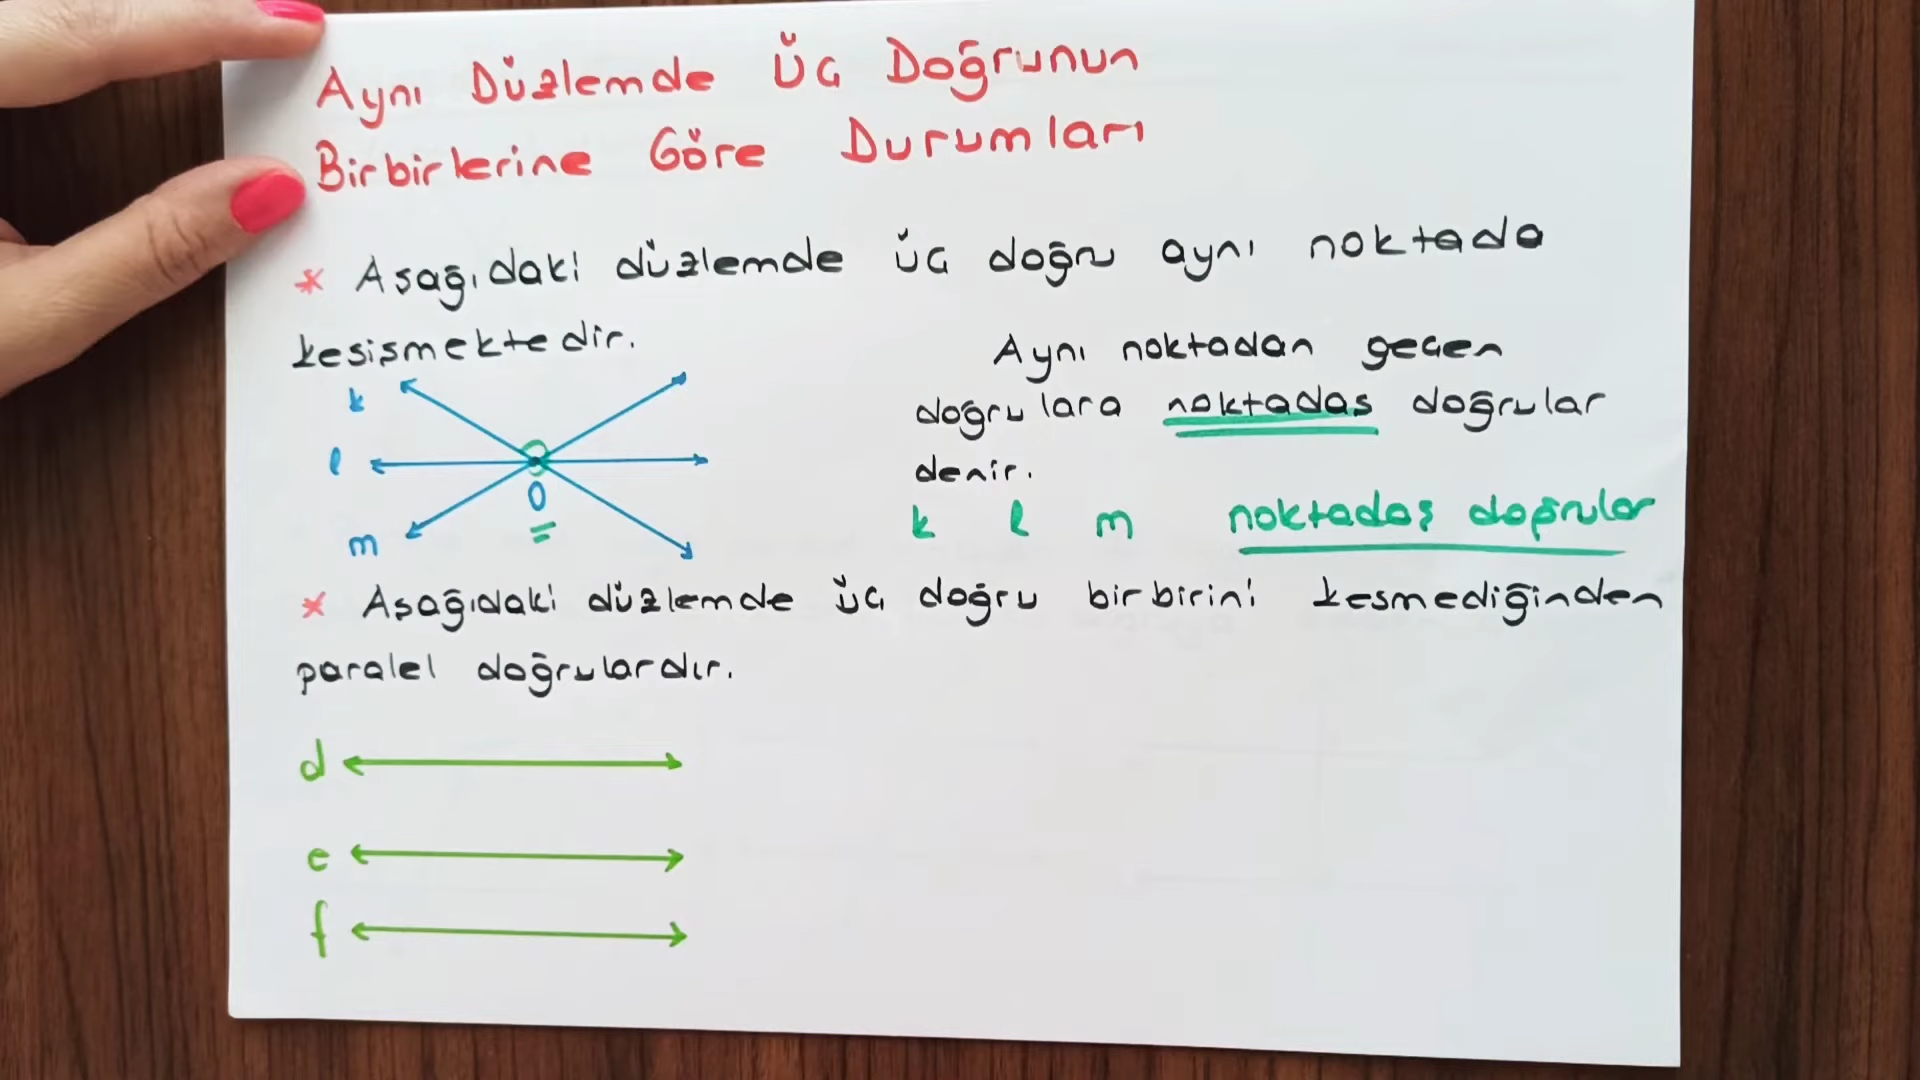 Aynı Düzlemde Üç Doğrunun
Birbirlerine Göre Durumları
* Aşağıdaki düzlemde üç doğru aynı noktada
kesişmektedir.
Aynı noktadan geçen
doğrulara noktadaş doğrular
denir.
k l m noktadaş doğrular
k
l
m
O
* Aşağıdaki düzlemde üç doğru birbirini kesmediğinden
paralel doğrulardır.
d
e
f